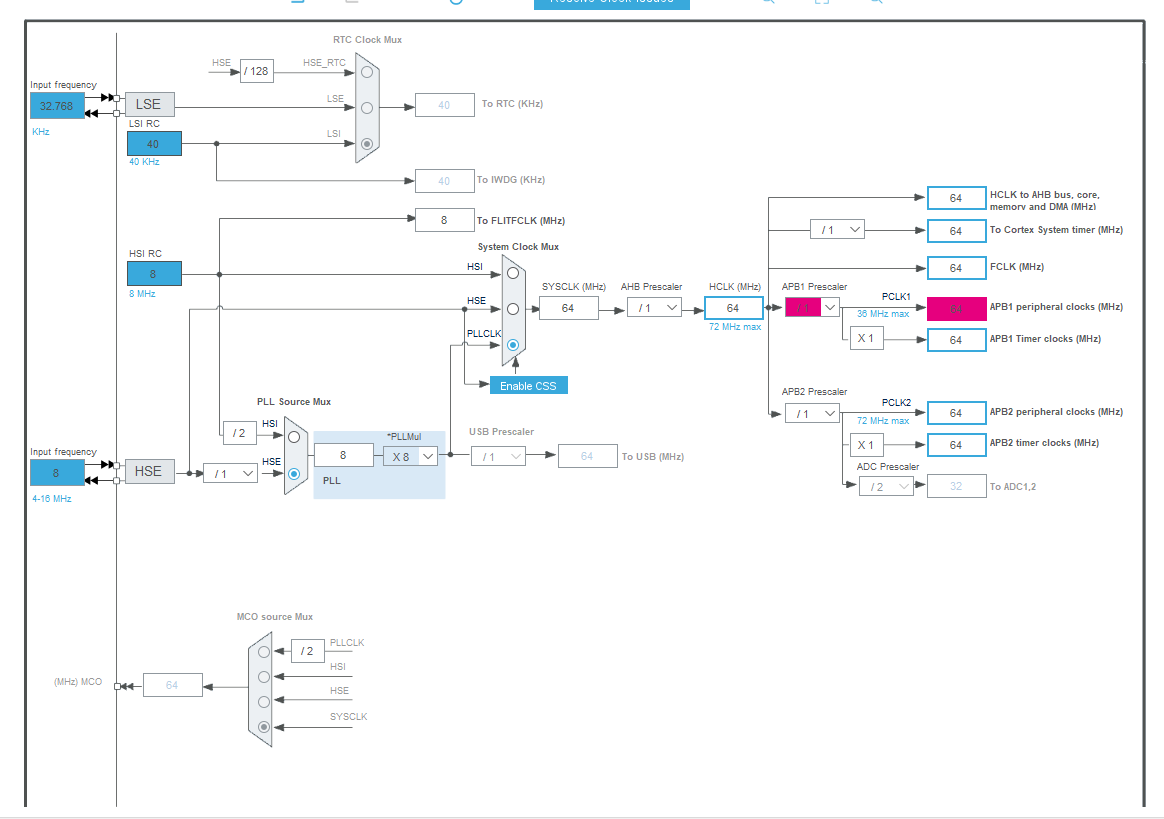 RTC Clock Mux
HSE
/ 128
HSE_RTC
Input frequency
32.768
KHz
LSE
LSE
40
To RTC (KHz)
LSI RC
40
40 KHz
LSI
40
To IWDG (KHz)
8
To FLITFCLK (MHz)
HSI RC
8
8 MHz
System Clock Mux
HSI
HSE
PLLCLK
SYSCLK (MHz)
64
AHB Prescaler
/ 1
HCLK (MHz)
64
72 MHz max
Enable CSS
64
HCLK to AHB bus, core,
memory and DMA (MHz)
/ 1
64
To Cortex System timer (MHz)
64
FCLK (MHz)
APB1 Prescaler
/ 1
PCLK1
36 MHz max
64
APB1 peripheral clocks (MHz)
X 1
64
APB1 Timer clocks (MHz)
APB2 Prescaler
/ 1
PCLK2
72 MHz max
64
APB2 peripheral clocks (MHz)
X 1
64
APB2 timer clocks (MHz)
ADC Prescaler
/ 2
32
To ADC1,2
PLL Source Mux
/ 2
HSI
Input frequency
8
4-16 MHz
HSE
/ 1
HSE
8
*PLLMul
X 8
PLL
USB Prescaler
/ 1
64
To USB (MHz)
MCO source Mux
/ 2
PLLCLK
HSI
HSE
SYSCLK
(MHz) MCO
64